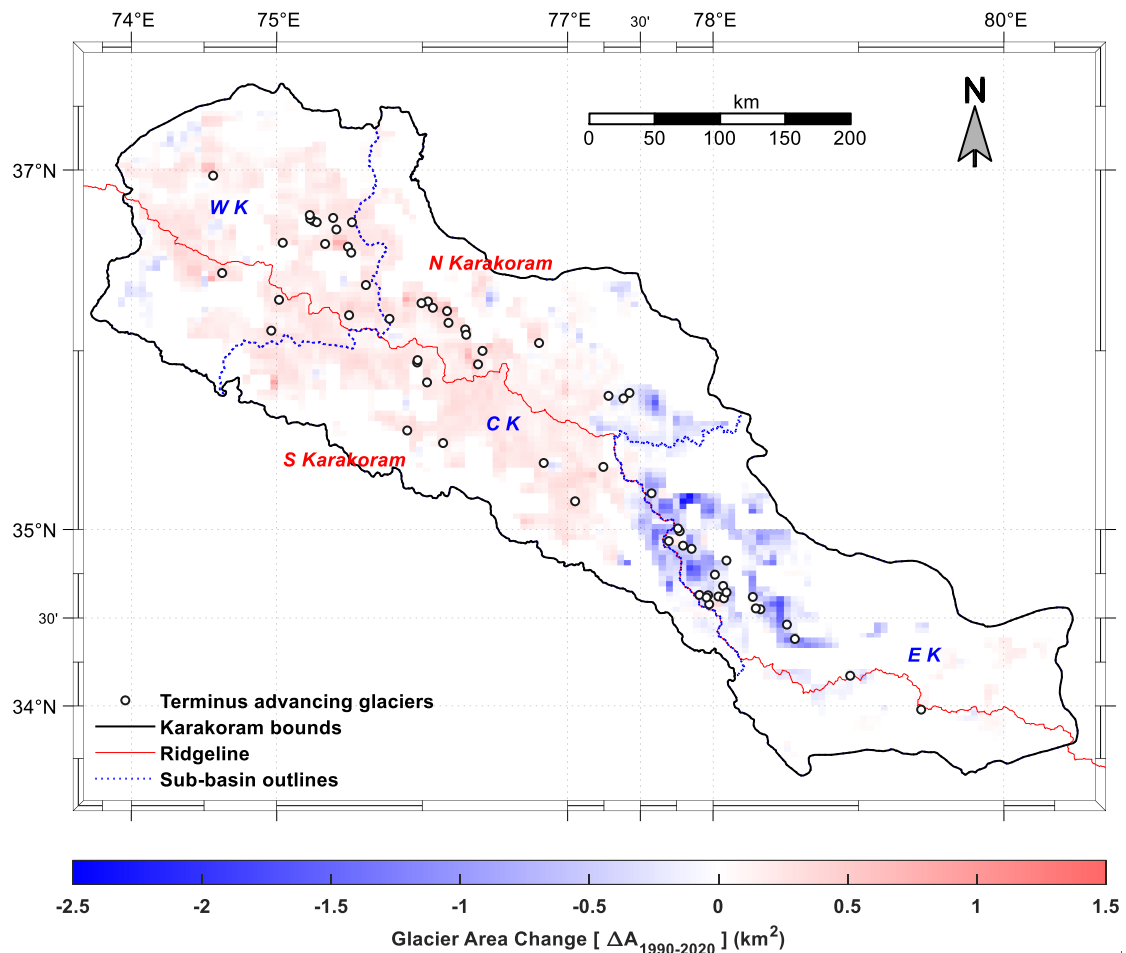 74°E 75°E 77°E 30' 78°E 80°E
N
km
0 50 100 150 200
37°N
W K
N Karakoram
C K
S Karakoram
35°N
30'
E K
34°N
Terminus advancing glaciers
Karakoram bounds
Ridgeline
Sub-basin outlines
-2.5 -2 -1.5 -1 -0.5 0 0.5 1 1.5
Glacier Area Change [ ΔA1990-2020 ] (km²)